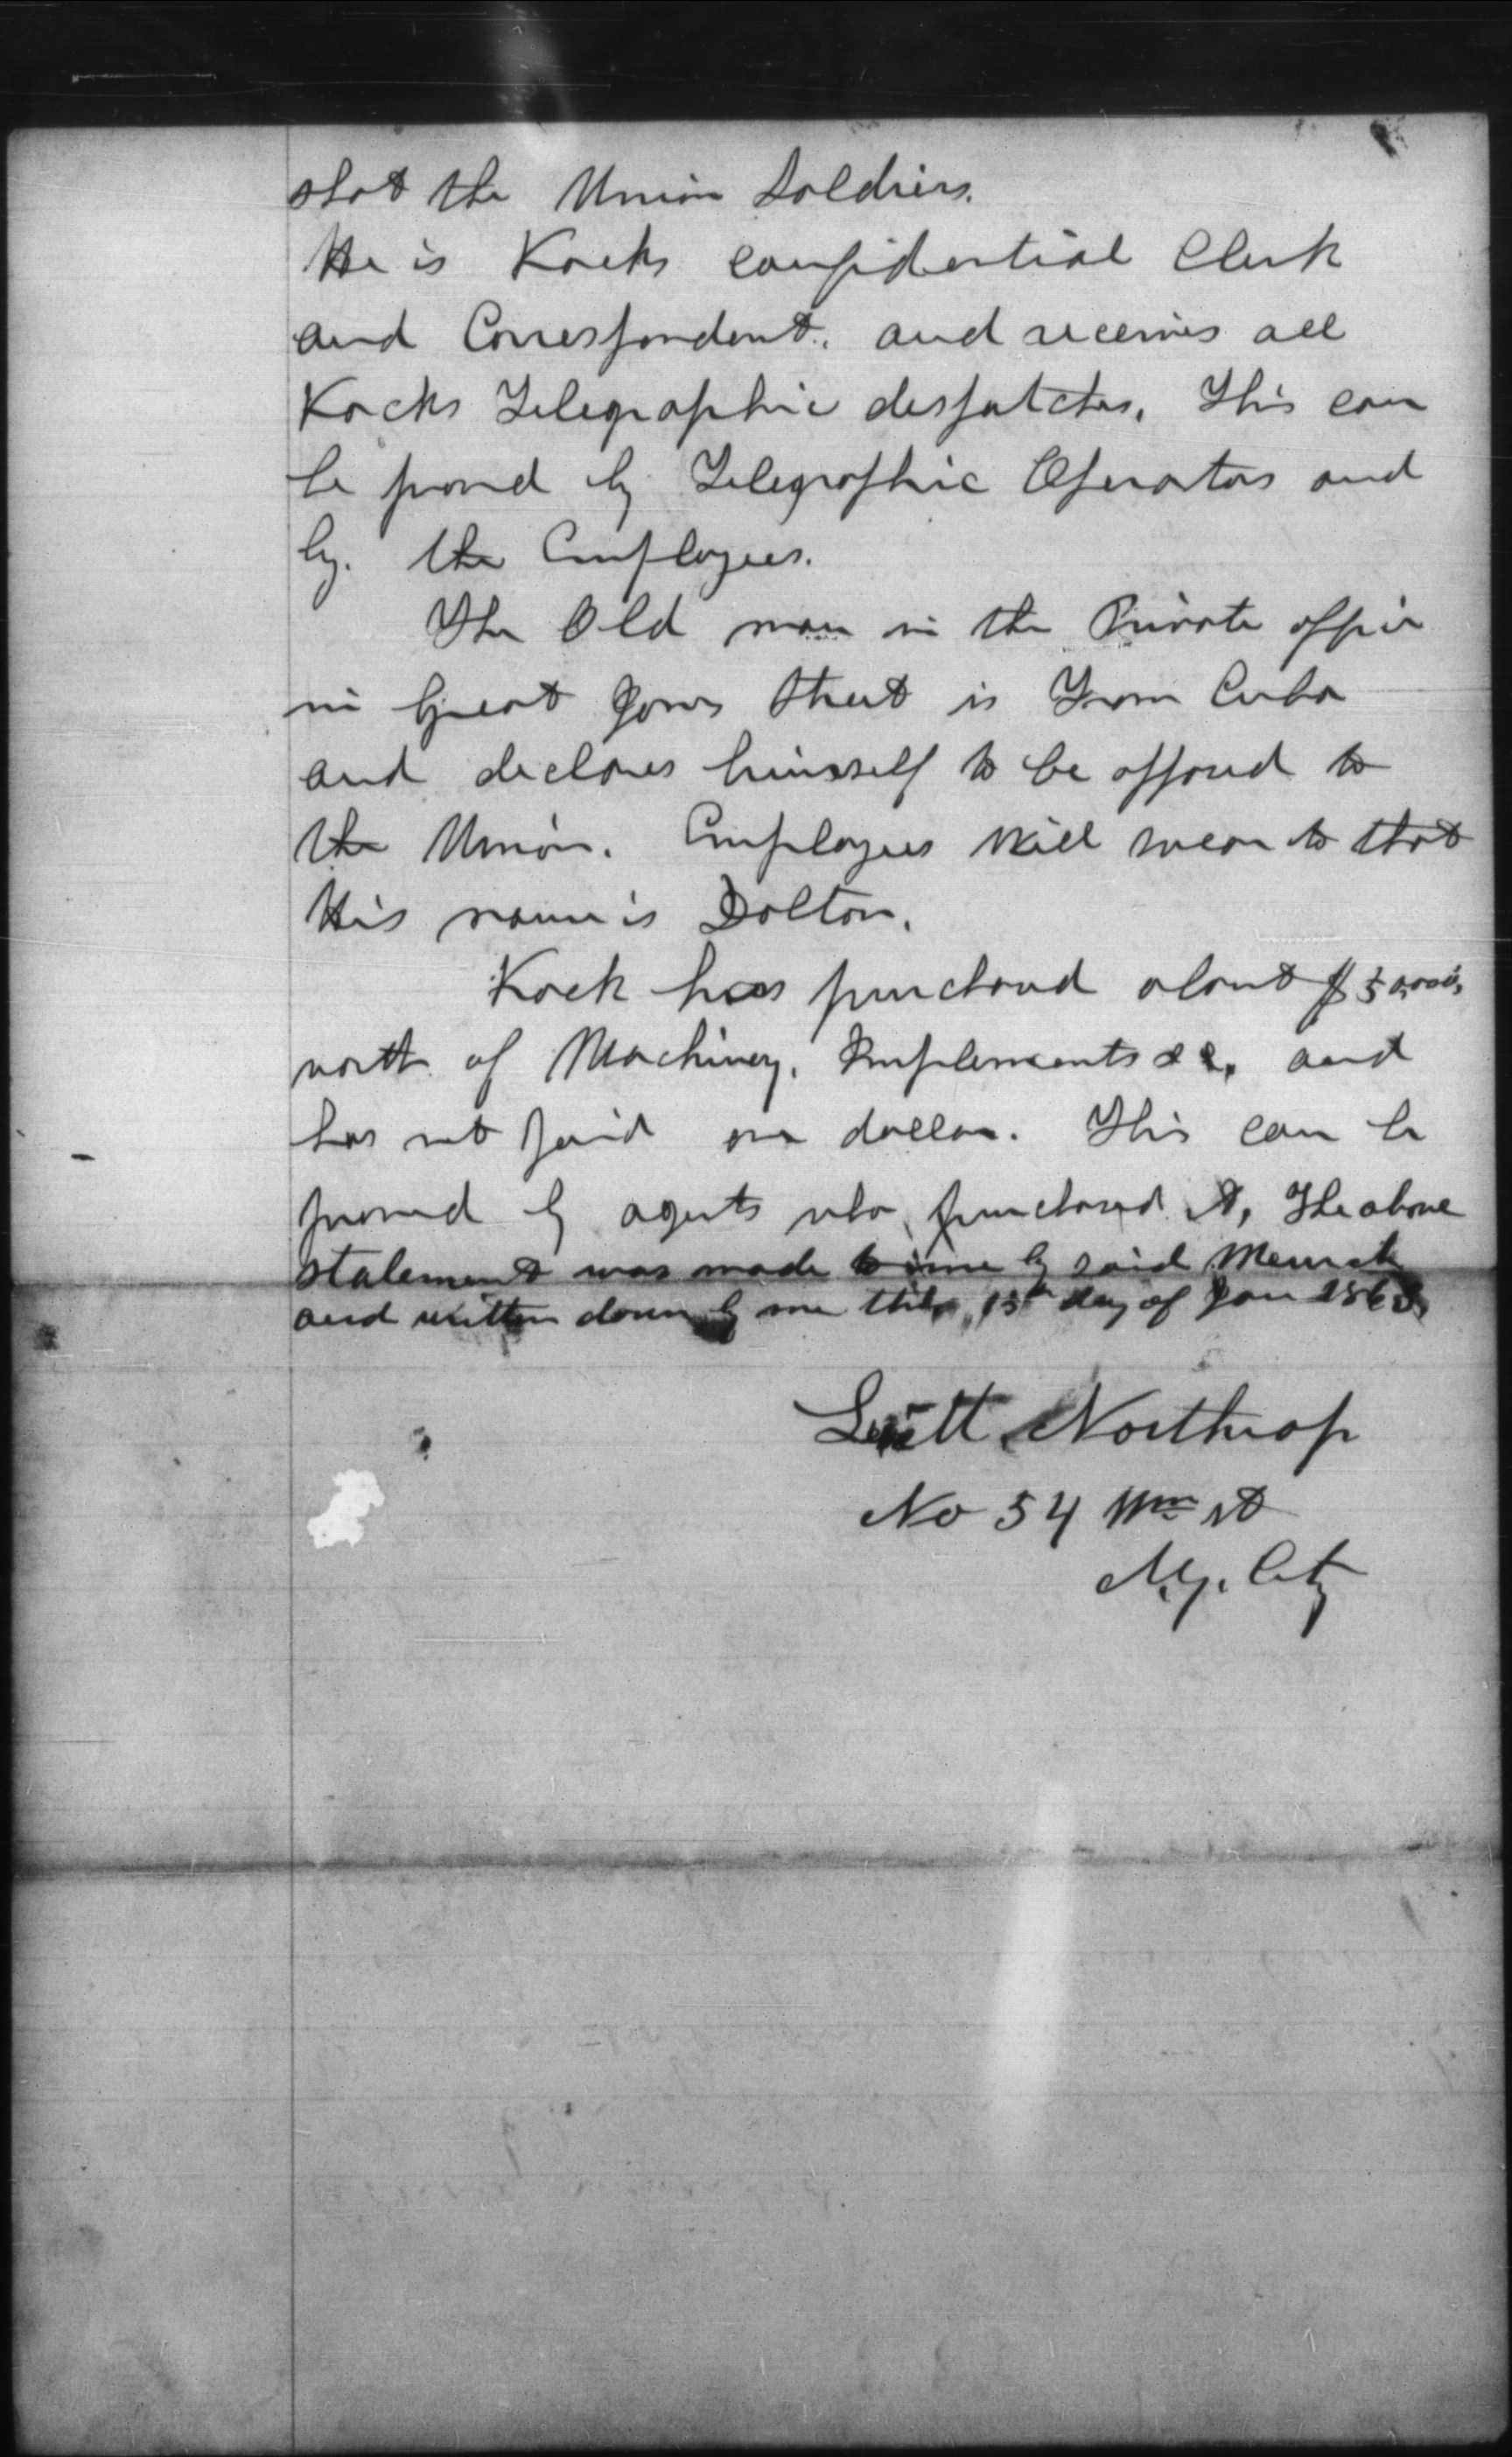 shot the Union Soldiers.
He is Kocks confidential Clerk
and Correspondent. and receives all
Kocks Telegraphic despatches. This can
be proved by Telegraphic Operators and
by. the Employees.
The Old man in the Private office
in Great Jones Street is From Cuba
and declares himself to be opposed to
the Union. Employees will swear to that
His name is Dolton.
Kock has purchased about $50,000,
worth of Machinery, Implements &c, and
has not paid one dollar. This can be
proved by agents who purchased it, The above
statement was made to me by said
and written down by me this 15th day of Jan 1863
Northrop
No 54 Wm st
N.Y. City